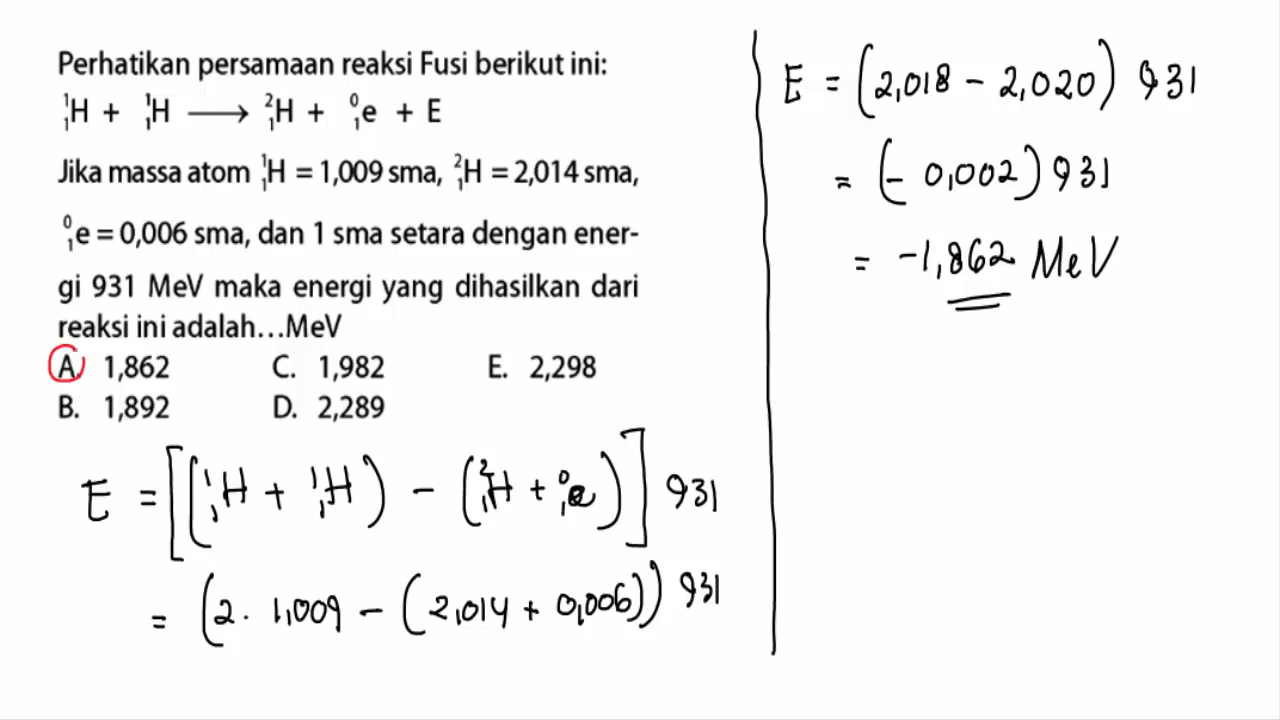 Perhatikan persamaan reaksi Fusi berikut ini:
¹₁H + ¹₁H ⟶ ²₁H + ⁰₁e + E
Jika massa atom ¹₁H = 1,009 sma, ²₁H = 2,014 sma,
⁰₁e = 0,006 sma, dan 1 sma setara dengan ener-
gi 931 MeV maka energi yang dihasilkan dari
reaksi ini adalah...MeV
A. 1,862 C. 1,982 E. 2,298
B. 1,892 D. 2,289
E = [(¹₁H + ¹₁H) - (²₁H + ⁰₁e)] 931
= (2. 1,009 - (2,014 + 0,006)) 931
E = (2,018 - 2,020) 931
= (- 0,002) 931
= -1,862 MeV